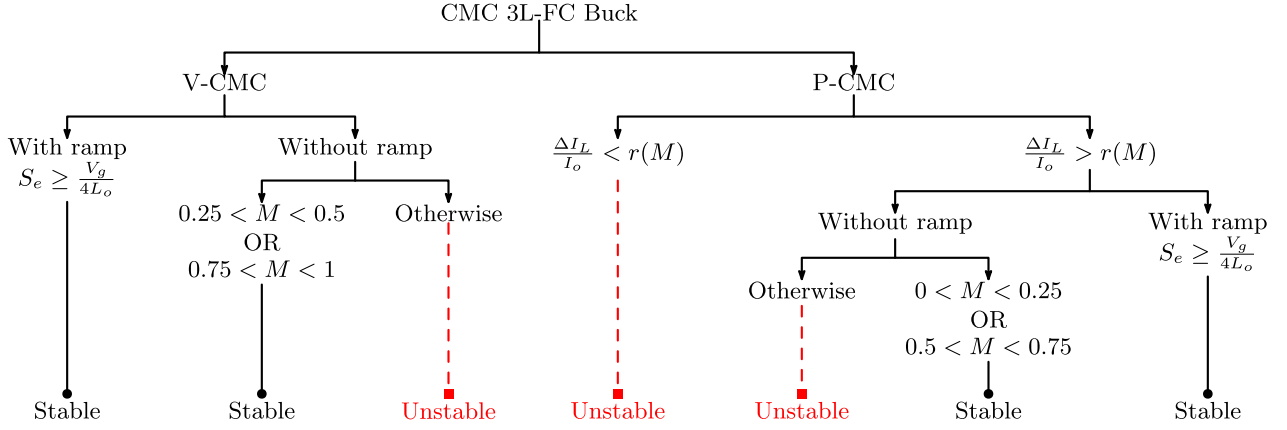 CMC 3L-FC Buck
V-CMC
P-CMC
With ramp
S_e ≥ V_g/4L_o
Without ramp
ΔI_L/I_o < r(M)
ΔI_L/I_o > r(M)
0.25 < M < 0.5
OR
0.75 < M < 1
Otherwise
Without ramp
With ramp
S_e ≥ V_g/4L_o
Otherwise
0 < M < 0.25
OR
0.5 < M < 0.75
Stable
Stable
Unstable
Unstable
Unstable
Stable
Stable